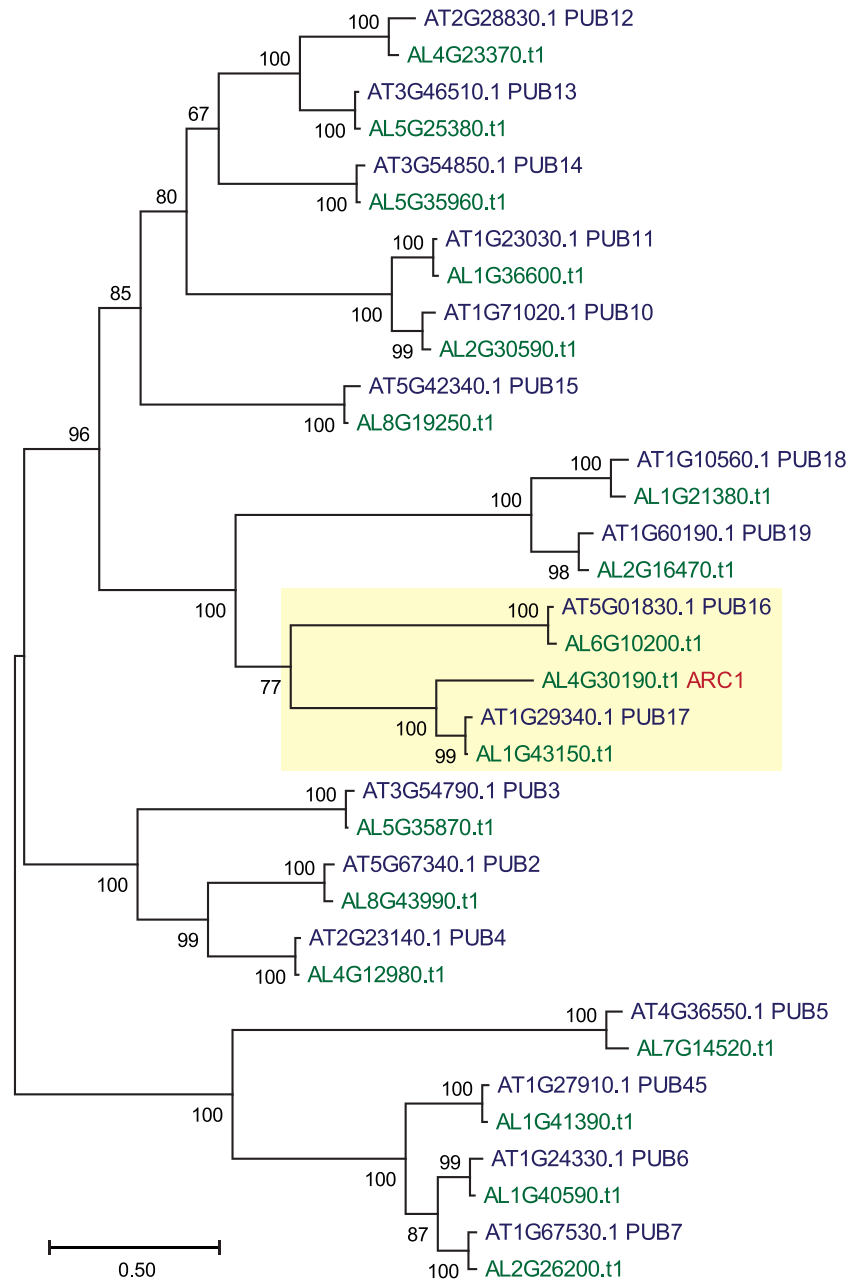 100
AT2G28830.1 PUB12
AL4G23370.t1
100
AT3G46510.1 PUB13
100
AL5G25380.t1
67
AT3G54850.1 PUB14
100
AL5G35960.t1
80
AT1G23030.1 PUB11
100
AL1G36600.t1
85
100
AT1G71020.1 PUB10
99
AL2G30590.t1
AT5G42340.1 PUB15
100
AL8G19250.t1
96
100
AT1G10560.1 PUB18
AL1G21380.t1
100
AT1G60190.1 PUB19
98
AL2G16470.t1
100
100
AT5G01830.1 PUB16
AL6G10200.t1
77
AL4G30190.t1 ARC1
100
AT1G29340.1 PUB17
99
AL1G43150.t1
100
AT3G54790.1 PUB3
AL5G35870.t1
100
100
AT5G67340.1 PUB2
AL8G43990.t1
99
AT2G23140.1 PUB4
100
AL4G12980.t1
100
AT4G36550.1 PUB5
AL7G14520.t1
100
100
AT1G27910.1 PUB45
AL1G41390.t1
100
99
AT1G24330.1 PUB6
AL1G40590.t1
87
AT1G67530.1 PUB7
100
AL2G26200.t1
0.50